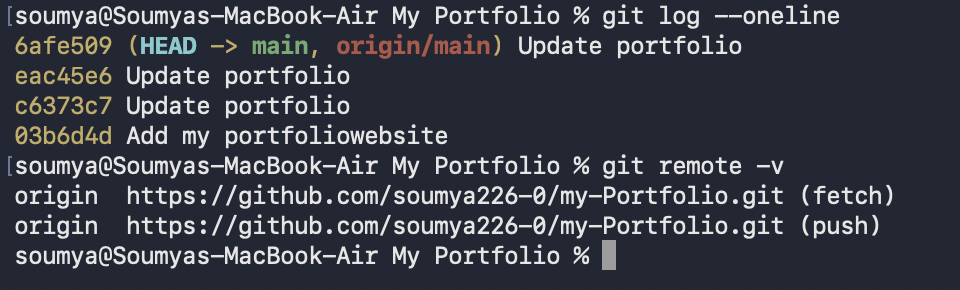 [soumya@Soumyas-MacBook-Air My Portfolio % git log --oneline
6afe509 (HEAD -> main, origin/main) Update portfolio
eac45e6 Update portfolio
c6373c7 Update portfolio
03b6d4d Add my portfoliowebsite
[soumya@Soumyas-MacBook-Air My Portfolio % git remote -v
origin  https://github.com/soumya226-0/my-Portfolio.git (fetch)
origin  https://github.com/soumya226-0/my-Portfolio.git (push)
soumya@Soumyas-MacBook-Air My Portfolio %